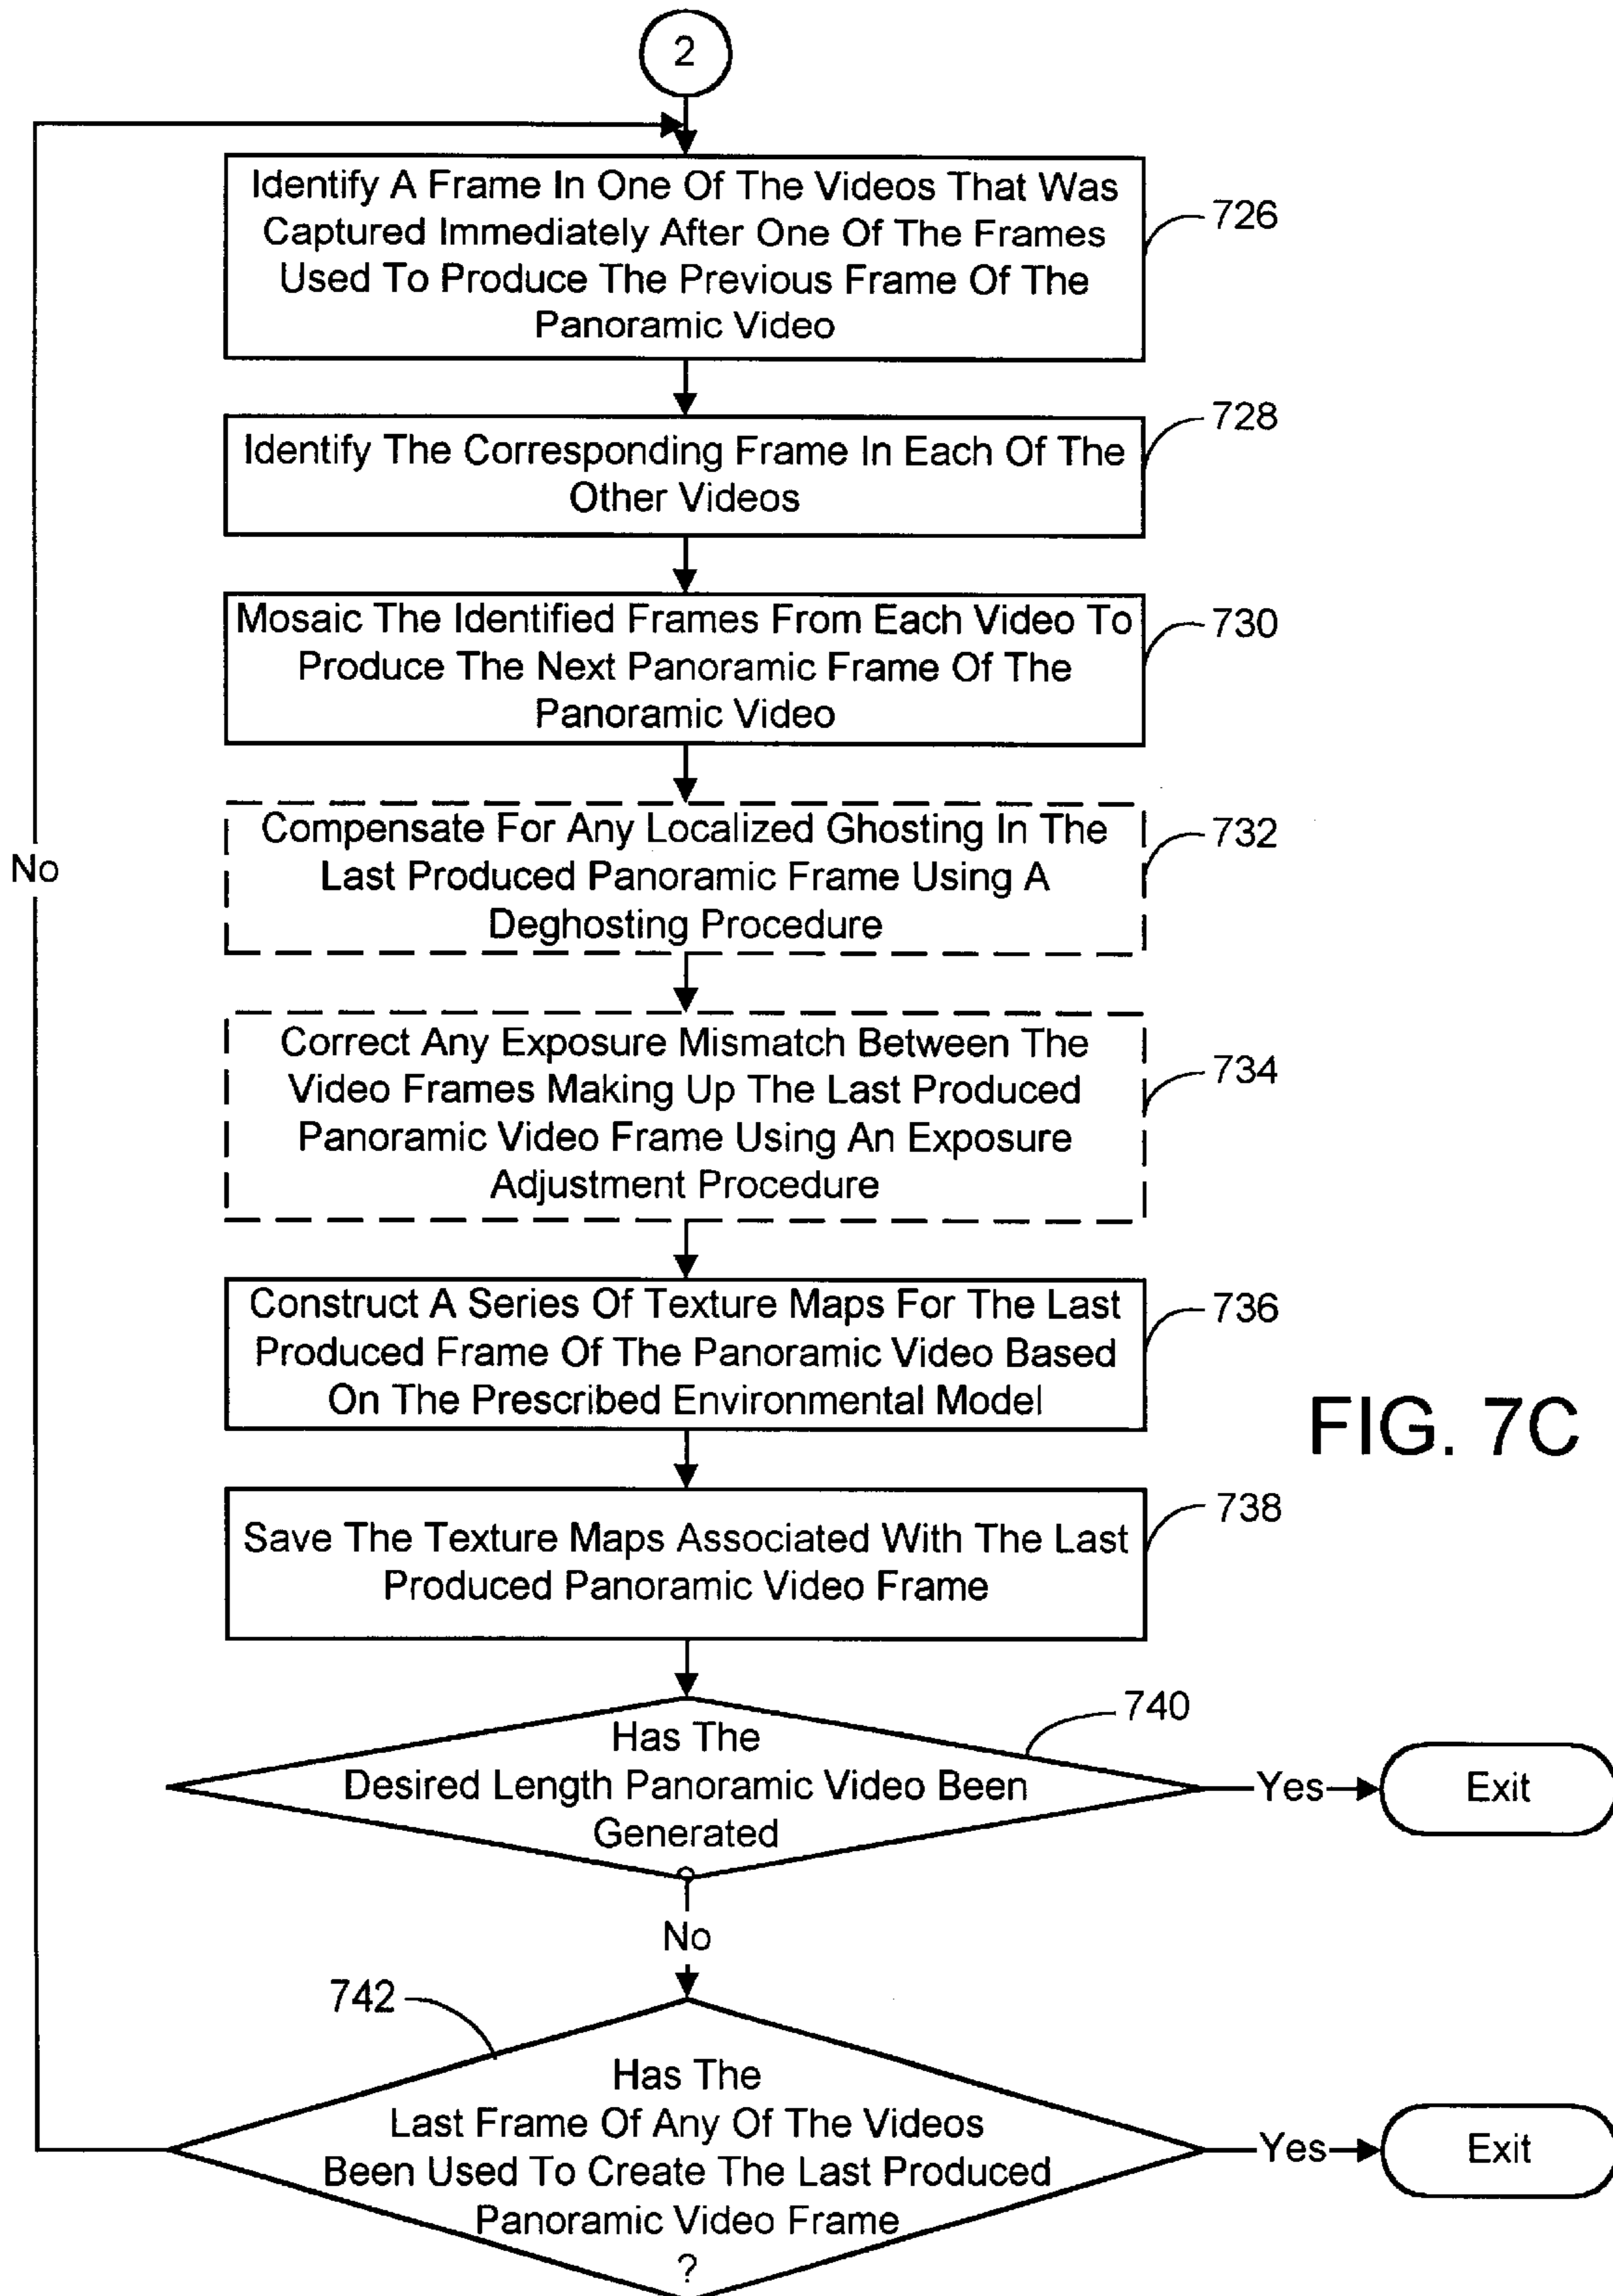 2
Identify A Frame In One Of The Videos That Was
Captured Immediately After One Of The Frames
Used To Produce The Previous Frame Of The
Panoramic Video
726
Identify The Corresponding Frame In Each Of The
Other Videos
728
Mosaic The Identified Frames From Each Video To
Produce The Next Panoramic Frame Of The
Panoramic Video
730
Compensate For Any Localized Ghosting In The
Last Produced Panoramic Frame Using A
Deghosting Procedure
732
No
Correct Any Exposure Mismatch Between The
Video Frames Making Up The Last Produced
Panoramic Video Frame Using An Exposure
Adjustment Procedure
734
Construct A Series Of Texture Maps For The Last
Produced Frame Of The Panoramic Video Based
On The Prescribed Environmental Model
736
FIG. 7C
Save The Texture Maps Associated With The Last
Produced Panoramic Video Frame
738
Has The
Desired Length Panoramic Video Been
Generated
740
Yes
Exit
No
742
Has The
Last Frame Of Any Of The Videos
Been Used To Create The Last Produced
Panoramic Video Frame
?
Yes
Exit